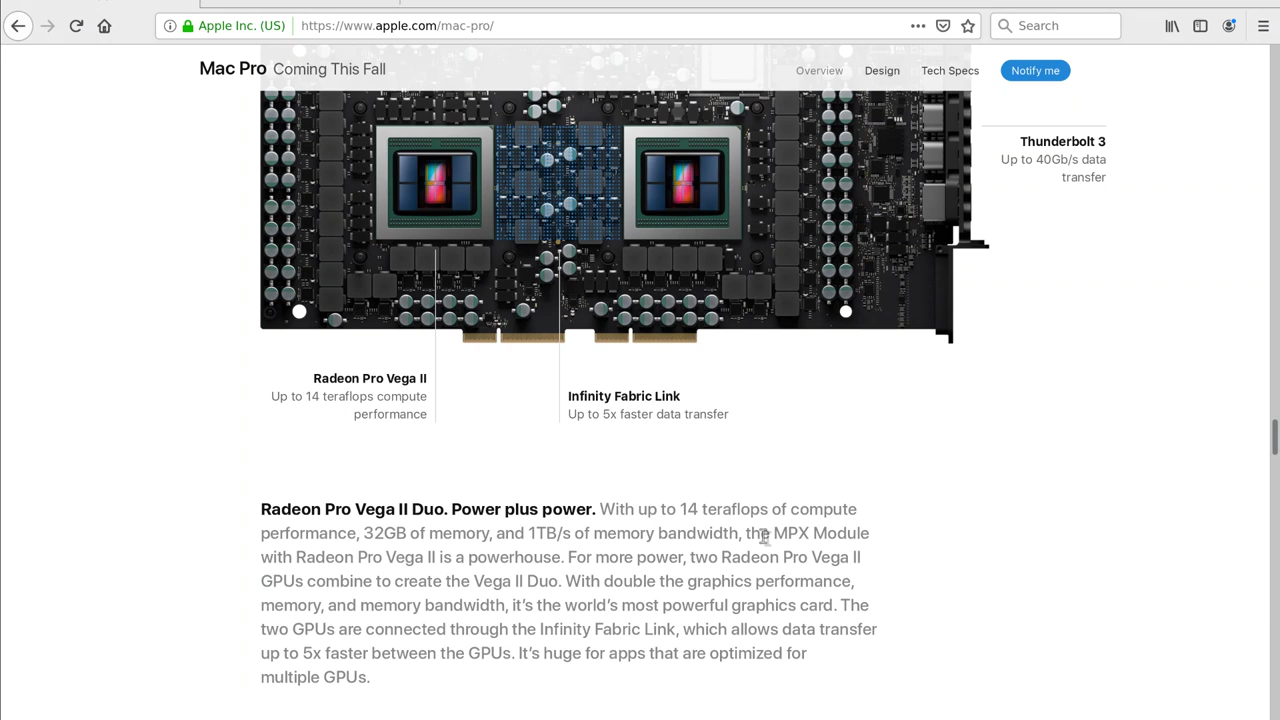 Apple Inc. (US)
https://www.apple.com/mac-pro/
Search
Mac Pro Coming This Fall
Overview Design Tech Specs Notify me
Thunderbolt 3
Up to 40Gb/s data
transfer
Radeon Pro Vega II
Up to 14 teraflops compute
performance
Infinity Fabric Link
Up to 5x faster data transfer
Radeon Pro Vega II Duo. Power plus power. With up to 14 teraflops of compute
performance, 32GB of memory, and 1TB/s of memory bandwidth, the MPX Module
with Radeon Pro Vega II is a powerhouse. For more power, two Radeon Pro Vega II
GPUs combine to create the Vega II Duo. With double the graphics performance,
memory, and memory bandwidth, it’s the world’s most powerful graphics card. The
two GPUs are connected through the Infinity Fabric Link, which allows data transfer
up to 5x faster between the GPUs. It’s huge for apps that are optimized for
multiple GPUs.